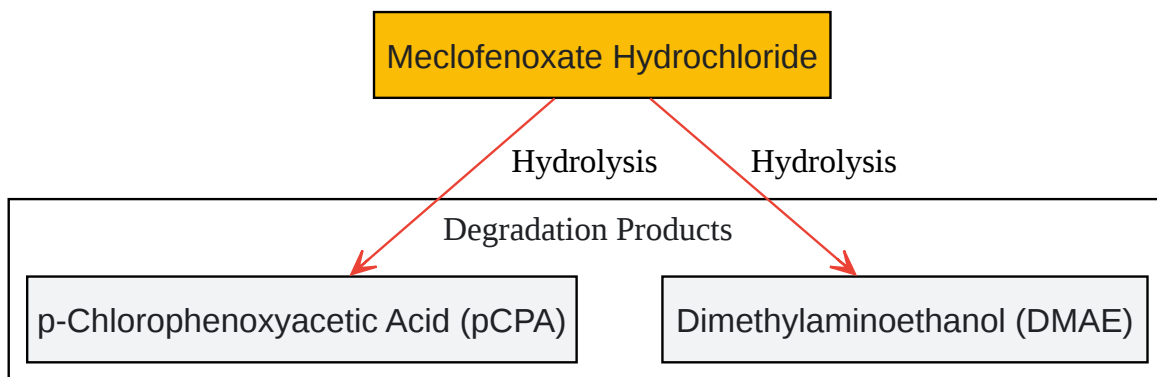 Meclofenoxate Hydrochloride
Hydrolysis
Hydrolysis
Degradation Products
p-Chlorophenoxyacetic Acid (pCPA)
Dimethylaminoethanol (DMAE)